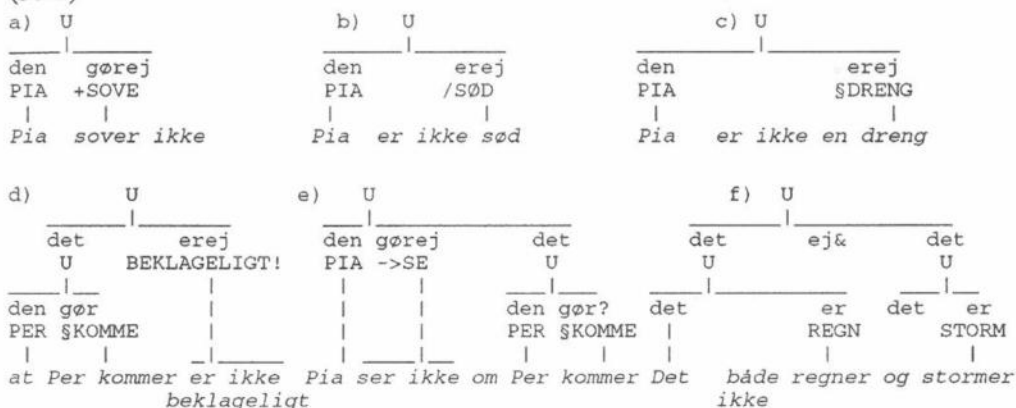 a) U b) U c) U
den gørej den erej den erej
PIA +SOVE PIA /SØD PIA §DRENG
Pia sover ikke Pia er ikke sød Pia er ikke en dreng
d) U e) U f) U
det erej den gørej det det ej& det
U BEKLAGELIGT! PIA ->SE U U U
den gør den gør? det er det er
PER §KOMME PER §KOMME REGN STORM
at Per kommer er ikke Pia ser ikke om Per kommer Det både regner og stormer
beklageligt ikke